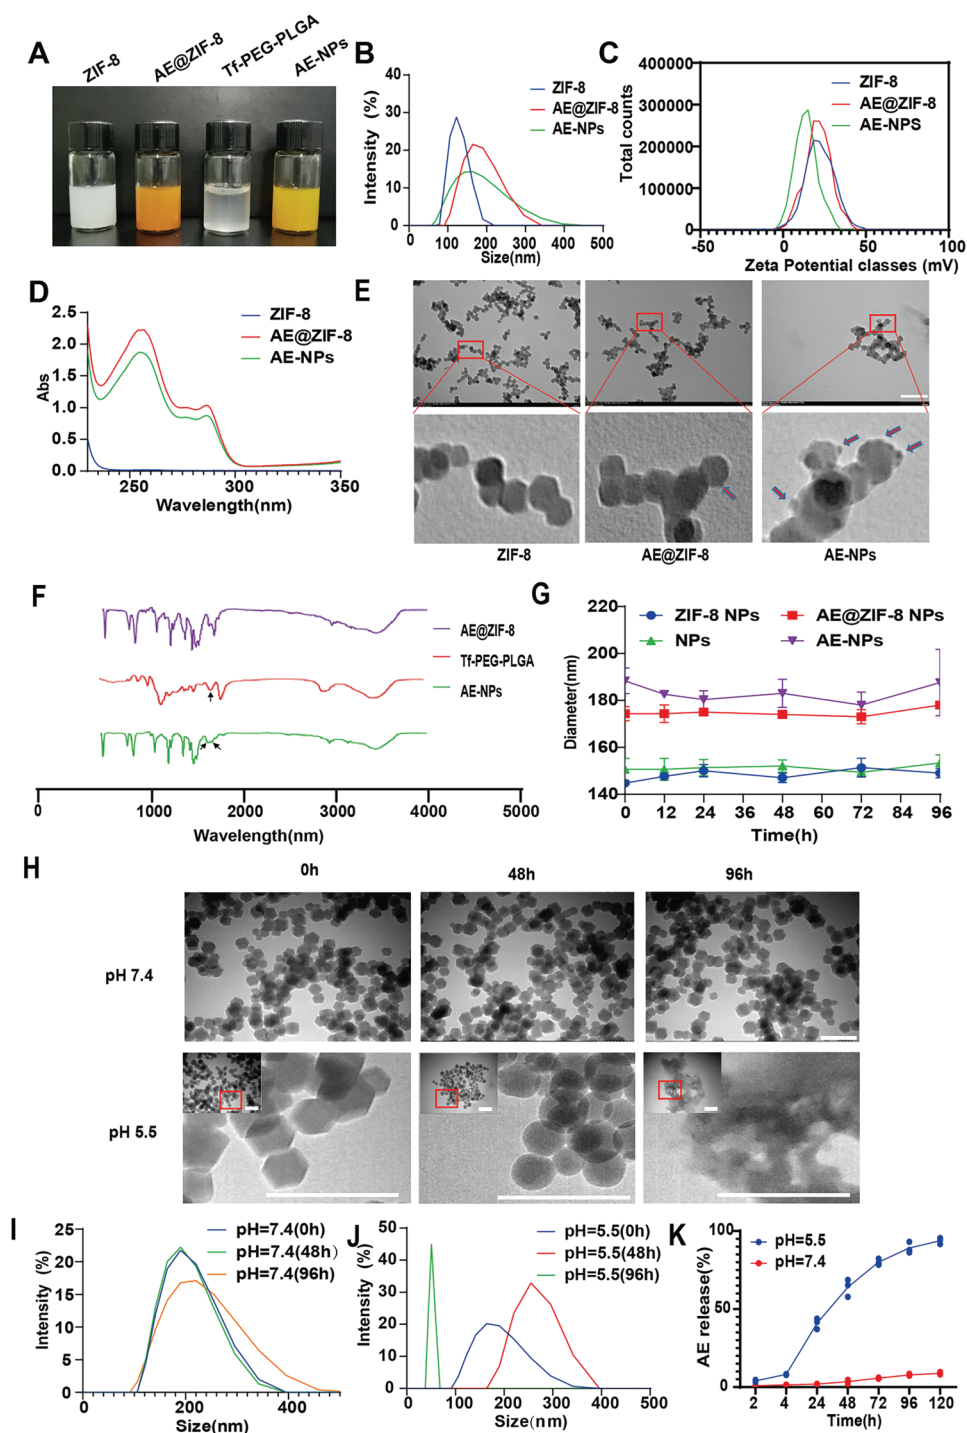 A
ZIF-8
AE@ZIF-8
Tf-PEG-PLGA
AE-NPs
B
40
30
20
10
0
Intensity (%)
ZIF-8
AE@ZIF-8
AE-NPs
0 100 200 300 400 500
Size(nm)
C
400000
300000
200000
100000
0
Total counts
ZIF-8
AE@ZIF-8
AE-NPS
-50 0 50 100
Zeta Potential classes (mV)
D
2.5
2.0
1.5
1.0
0.5
0.0
Abs
ZIF-8
AE@ZIF-8
AE-NPs
250 300 350
Wavelength(nm)
E
ZIF-8 AE@ZIF-8 AE-NPs
F
AE@ZIF-8
Tf-PEG-PLGA
AE-NPs
0 1000 2000 3000 4000 5000
Wavelength(nm)
G
220
200
180
160
140
Diameter(nm)
ZIF-8 NPs AE@ZIF-8 NPs
NPs AE-NPs
0 12 24 36 48 60 72 84 96
Time(h)
H
0h 48h 96h
pH 7.4
pH 5.5
I
25
20
15
10
5
0
Intensity (%)
pH=7.4(0h)
pH=7.4(48h)
pH=7.4(96h)
0 200 400
Size(nm)
J
50
40
30
20
10
0
Intensity (%)
pH=5.5(0h)
pH=5.5(48h)
pH=5.5(96h)
0 100 200 300 400 500
Size(nm)
K
100
50
0
AE release(%)
pH=5.5
pH=7.4
2 4 24 48 72 96 120
Time(h)